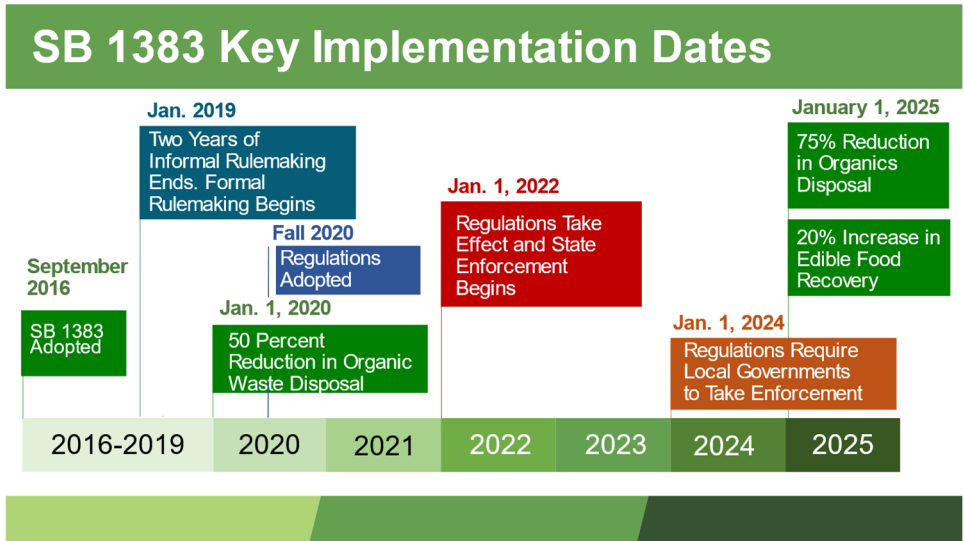 SB 1383 Key Implementation Dates
September
2016
SB 1383
Adopted
Jan. 2019
Two Years of
Informal Rulemaking
Ends. Formal
Rulemaking Begins
Fall 2020
Regulations
Adopted
Jan. 1, 2020
50 Percent
Reduction in Organic
Waste Disposal
Jan. 1, 2022
Regulations Take
Effect and State
Enforcement
Begins
Jan. 1, 2024
Regulations Require
Local Governments
to Take Enforcement
January 1, 2025
75% Reduction
in Organics
Disposal
20% Increase in
Edible Food
Recovery
2016-2019
2020
2021
2022
2023
2024
2025